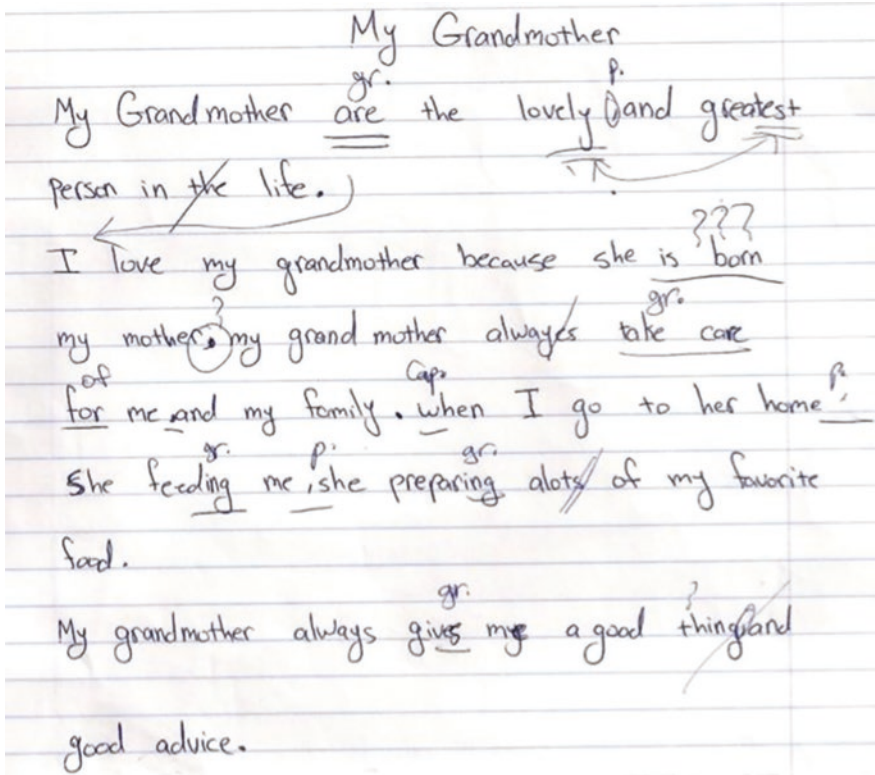 My Grandmother
gr. p.
My Grandmother are the lovely and greatest
person in the life.
???
I love my grandmother because she is born
? gr.
my mother. my grand mother always take care
of Cap. p.
for me and my family. when I go to her home,
gr. p. gr.
She feeding me, she preparing alots of my favorite
food.
gr. ?
My grandmother always gives me a good thing and
good advice.